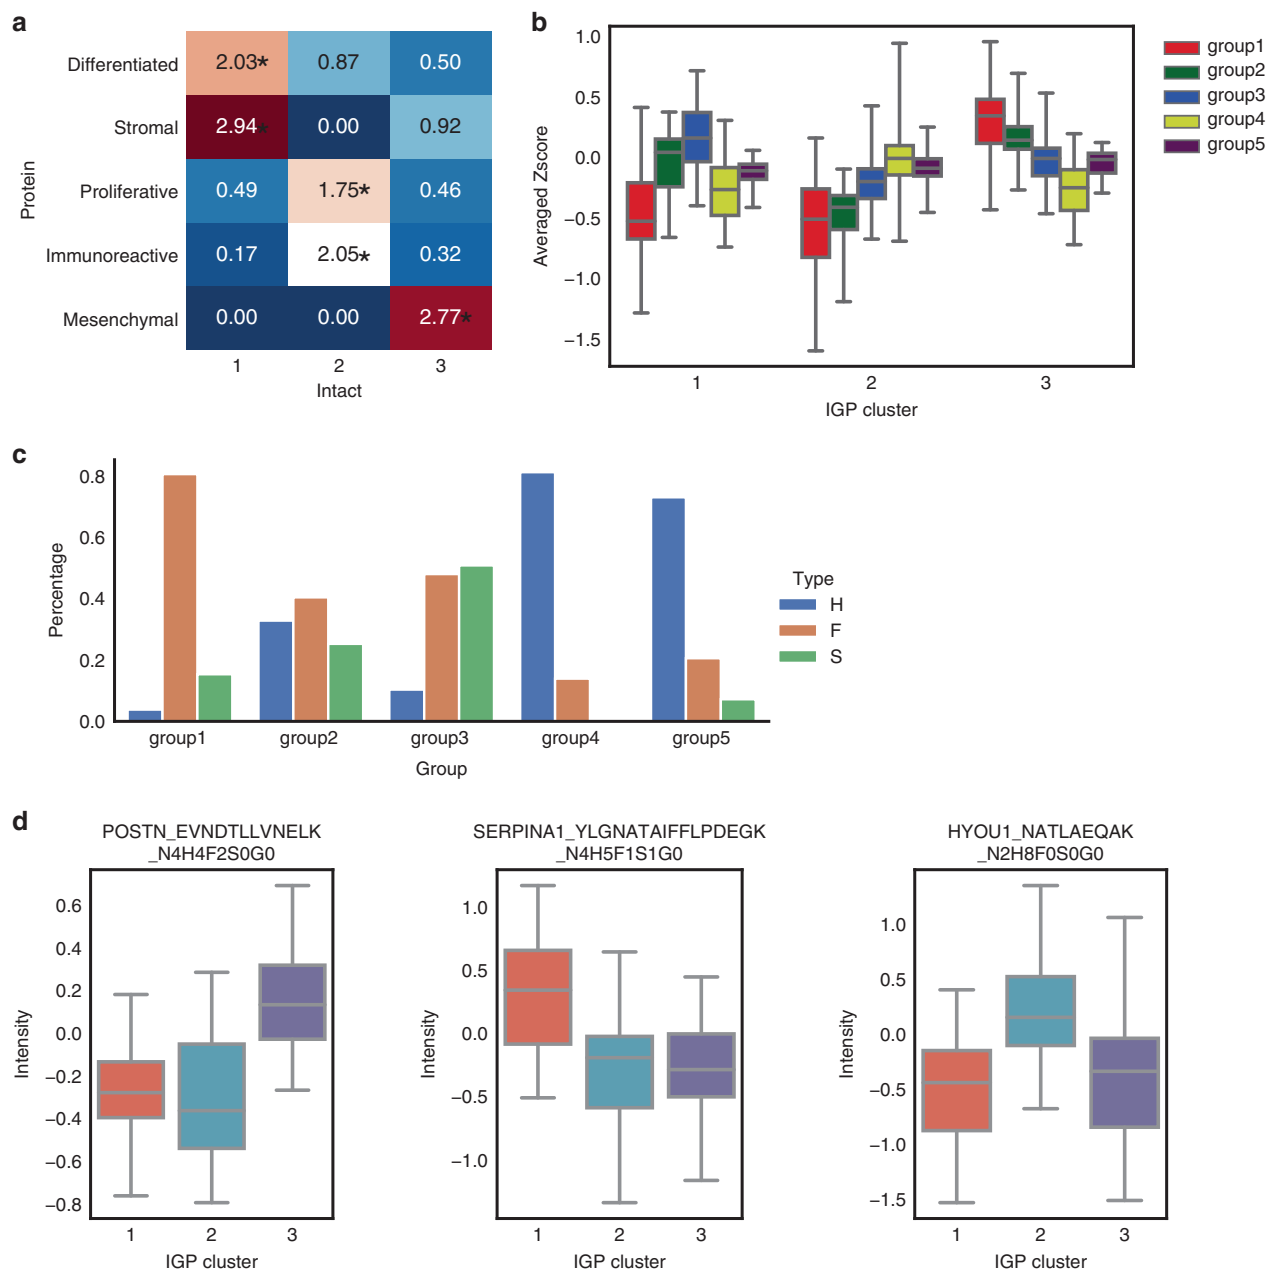 a
Differentiated 2.03* 0.87 0.50
Stromal 2.94* 0.00 0.92
Proliferative 0.49 1.75* 0.46
Immunoreactive 0.17 2.05* 0.32
Mesenchymal 0.00 0.00 2.77*
Protein
1 2 3
Intact
b
1.0
0.5
0.0
−0.5
−1.0
−1.5
Averaged Zscore
1 2 3
IGP cluster
group1
group2
group3
group4
group5
c
0.8
0.6
0.4
0.2
0.0
Percentage
group1 group2 group3 group4 group5
Group
Type
H
F
S
d
POSTN_EVNDTLLVNELK
_N4H4F2S0G0
0.6
0.4
0.2
0.0
−0.2
−0.4
−0.6
−0.8
Intensity
1 2 3
IGP cluster
SERPINA1_YLGNATAIFFLPDEGK
_N4H5F1S1G0
1.0
0.5
0.0
−0.5
−1.0
Intensity
1 2 3
IGP cluster
HYOU1_NATLAEQAK
_N2H8F0S0G0
1.0
0.5
0.0
−0.5
−1.0
−1.5
Intensity
1 2 3
IGP cluster